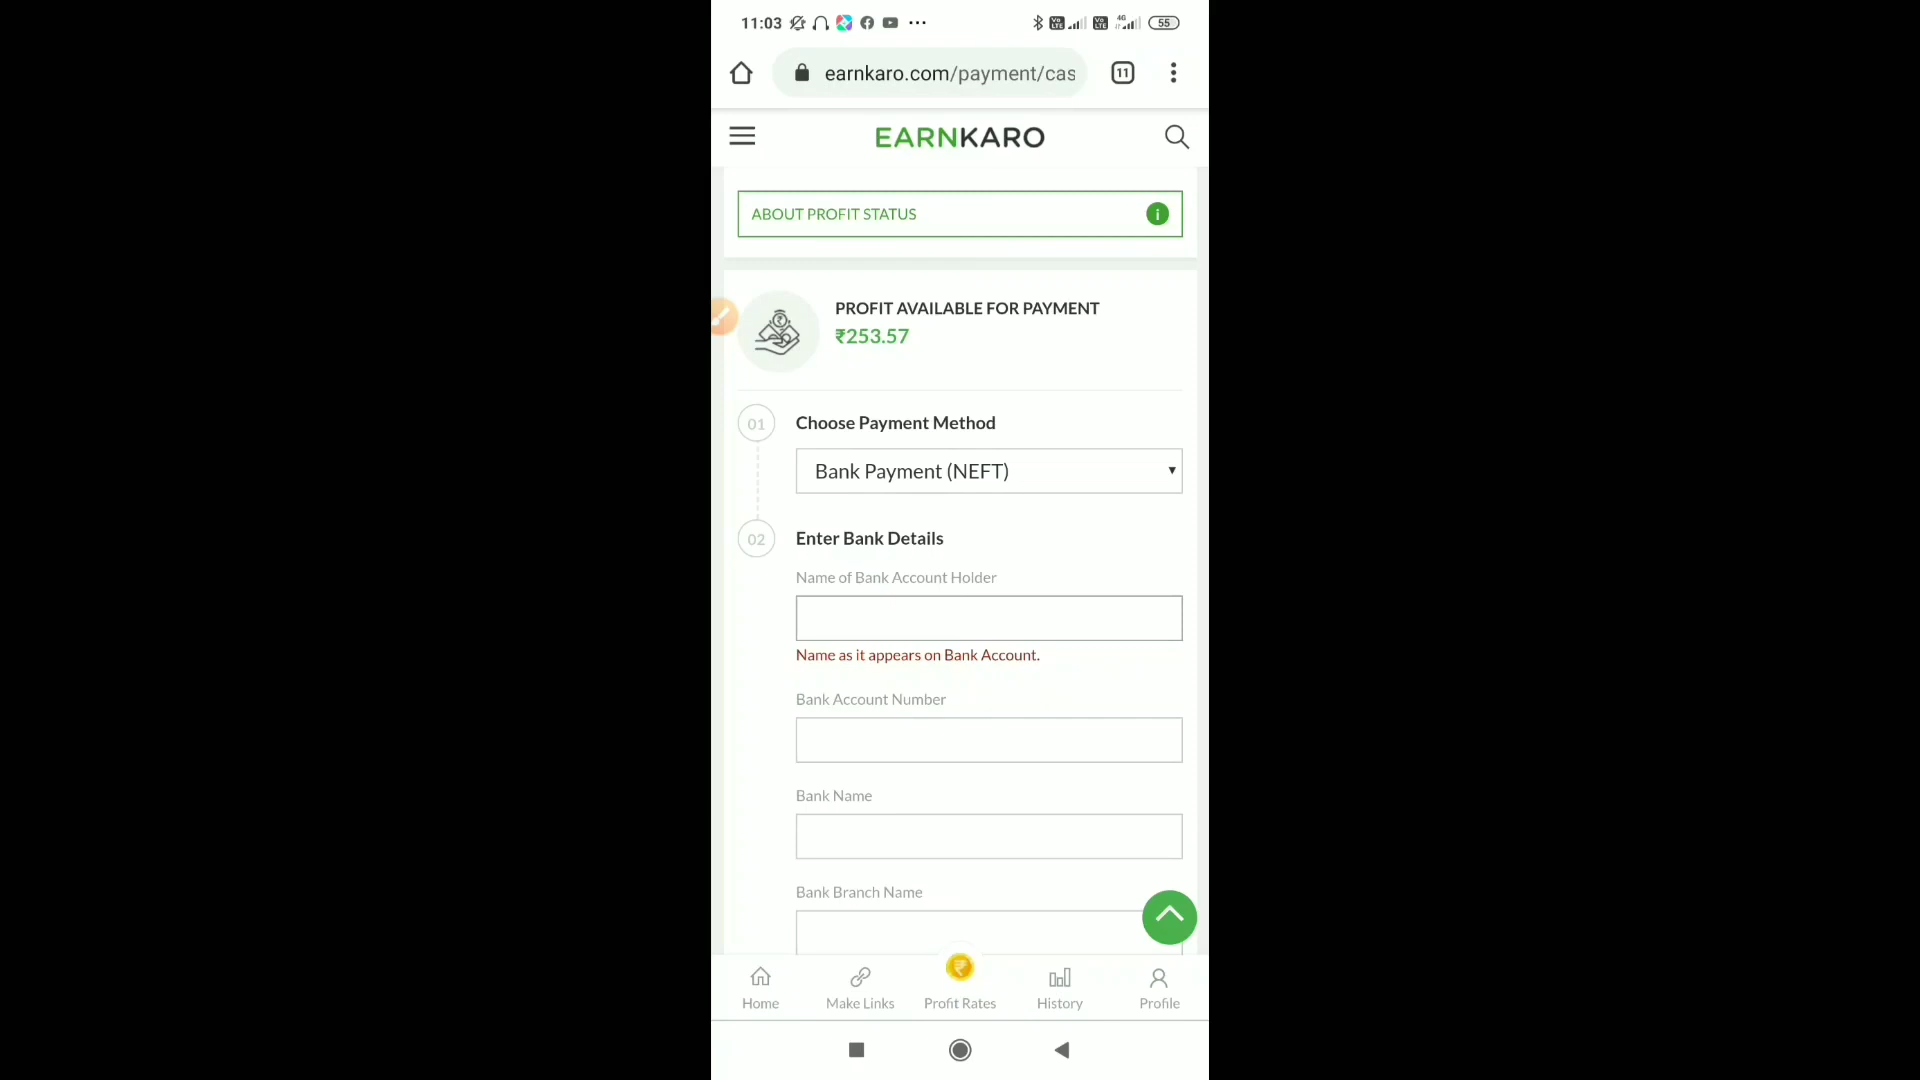 11:03
55
earnkaro.com/payment/cas
11
EARNKARO
ABOUT PROFIT STATUS
PROFIT AVAILABLE FOR PAYMENT
₹253.57
01
Choose Payment Method
Bank Payment (NEFT)
02
Enter Bank Details
Name of Bank Account Holder
Name as it appears on Bank Account.
Bank Account Number
Bank Name
Bank Branch Name
Home Make Links Profit Rates History Profile